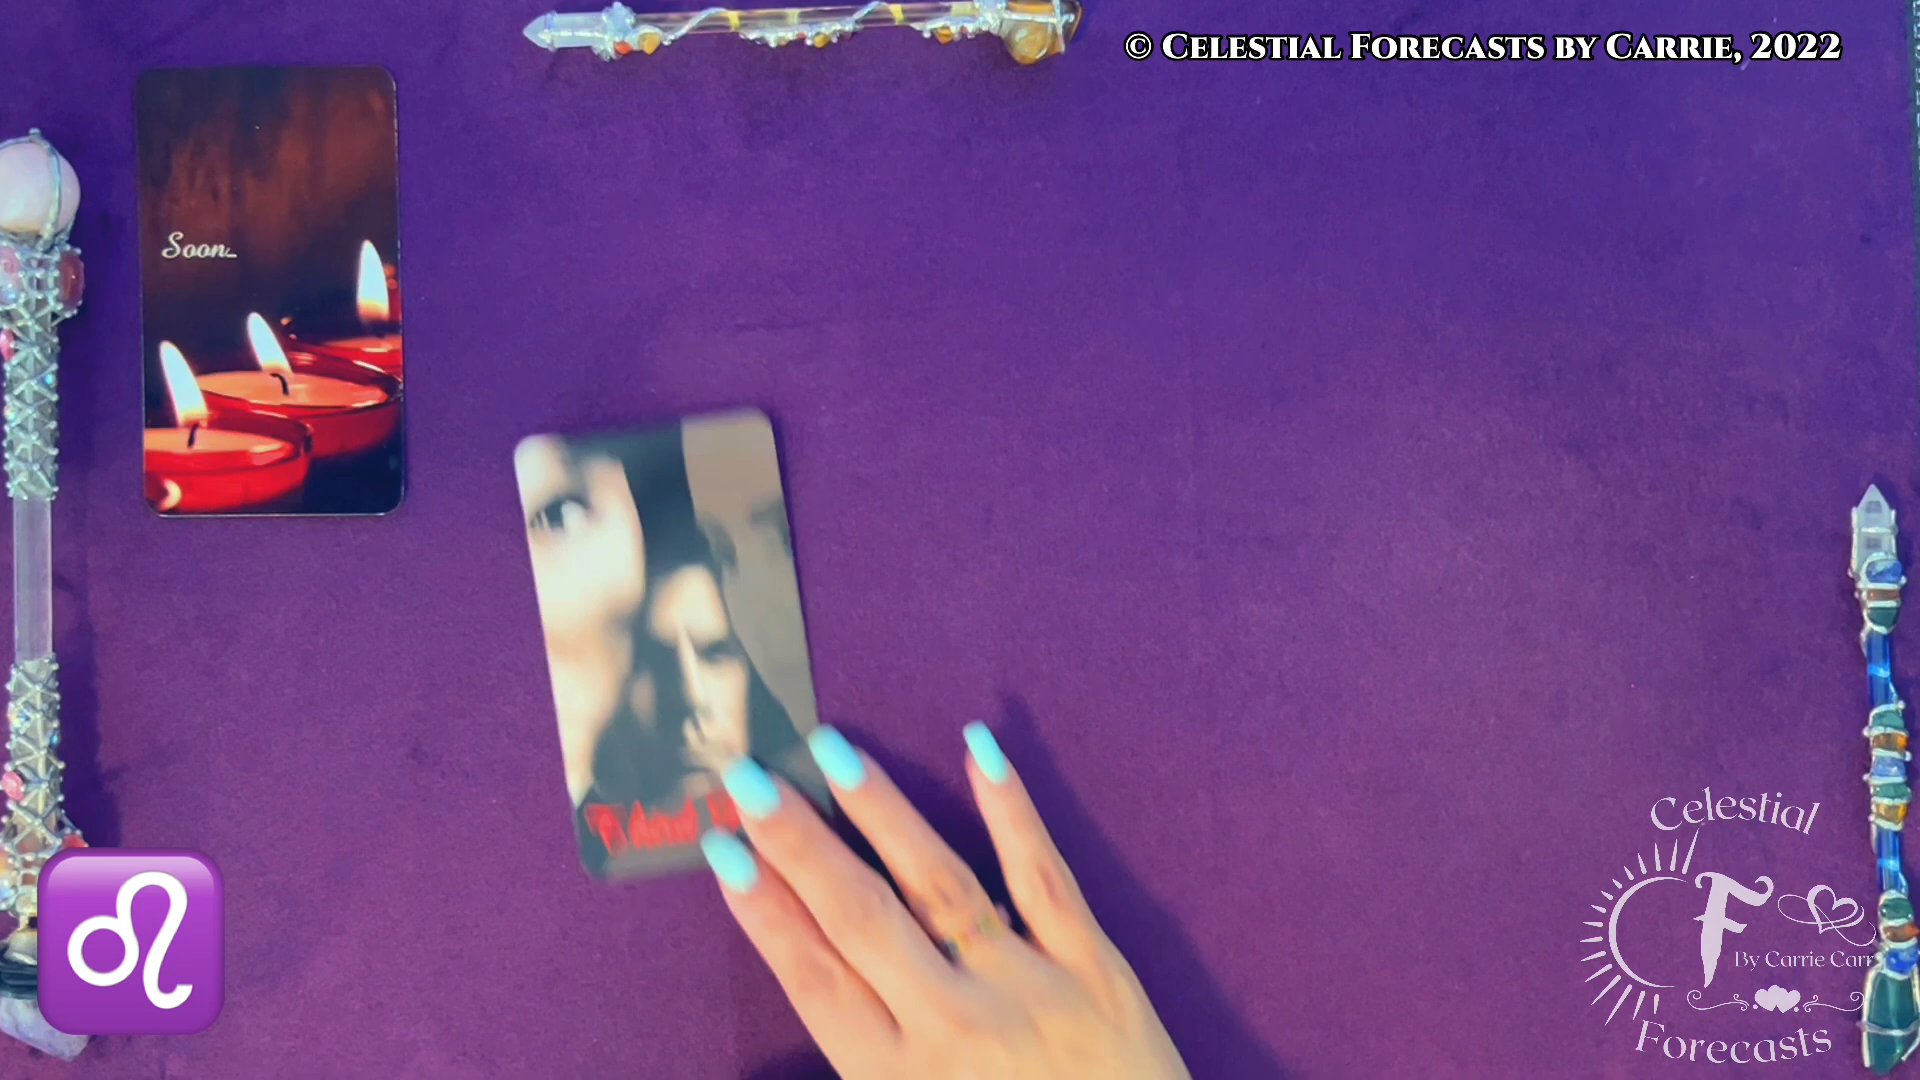 © Celestial Forecasts by Carrie, 2022
Soon...
Celestial
F
By Carrie Carr
Forecasts